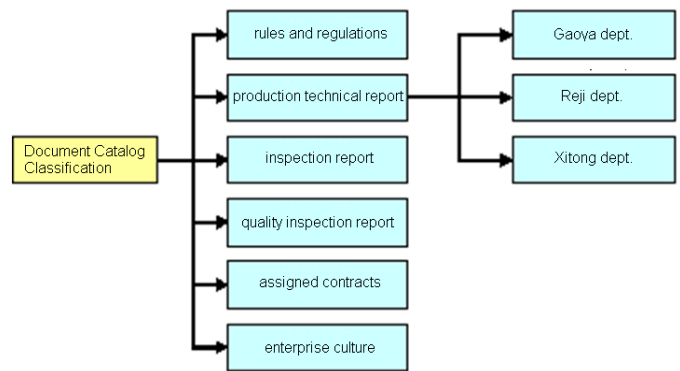 Document Catalog
Classification
rules and regulations
production technical report
inspection report
quality inspection report
assigned contracts
enterprise culture
Gaoya dept.
Reji dept.
Xitong dept.